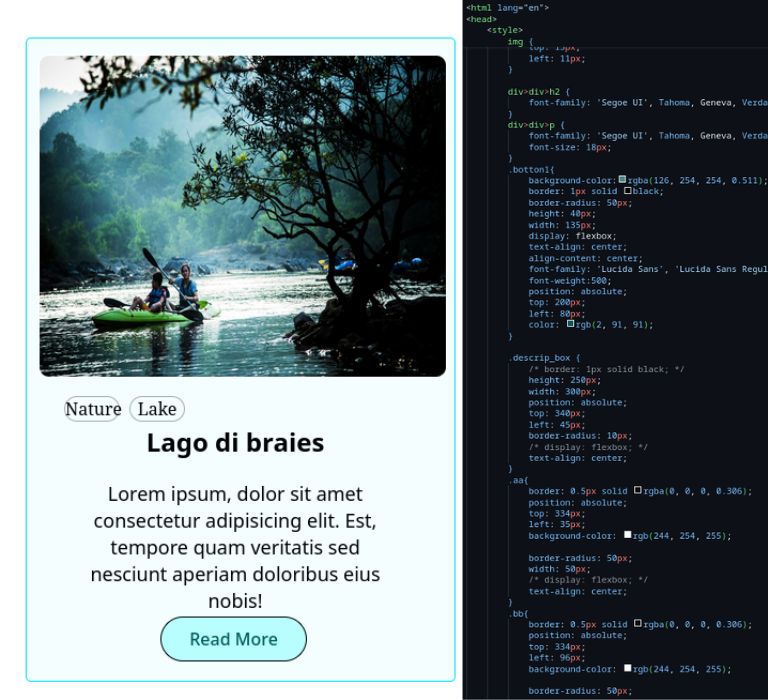 Nature Lake
Lago di braies
Lorem ipsum, dolor sit amet
consectetur adipisicing elit. Est,
tempore quam veritatis sed
nesciunt aperiam doloribus eius
nobis!
Read More
<html lang="en">
<head>
<style>
img {
top: 15px;
left: 11px;
}
div>div>h2 {
font-family: 'Segoe UI', Tahoma, Geneva, Verda
}
div>div>p {
font-family: 'Segoe UI', Tahoma, Geneva, Verda
font-size: 18px;
}
.botton1{
background-color: rgba(126, 254, 254, 0.511);
border: 1px solid black;
border-radius: 50px;
height: 40px;
width: 135px;
display: flexbox;
text-align: center;
align-content: center;
font-family: 'Lucida Sans', 'Lucida Sans Regul
font-weight:500;
position: absolute;
top: 200px;
left: 80px;
color: rgb(2, 91, 91);
}
.descrip_box {
/* border: 1px solid black; */
height: 250px;
width: 300px;
position: absolute;
top: 340px;
left: 45px;
border-radius: 10px;
/* display: flexbox; */
text-align: center;
}
.aa{
border: 0.5px solid rgba(0, 0, 0, 0.306);
position: absolute;
top: 334px;
left: 35px;
background-color: rgb(244, 254, 255);
border-radius: 50px;
width: 50px;
/* display: flexbox; */
text-align: center;
}
.bb{
border: 0.5px solid rgba(0, 0, 0, 0.306);
position: absolute;
top: 334px;
left: 96px;
background-color: rgb(244, 254, 255);
border-radius: 50px;